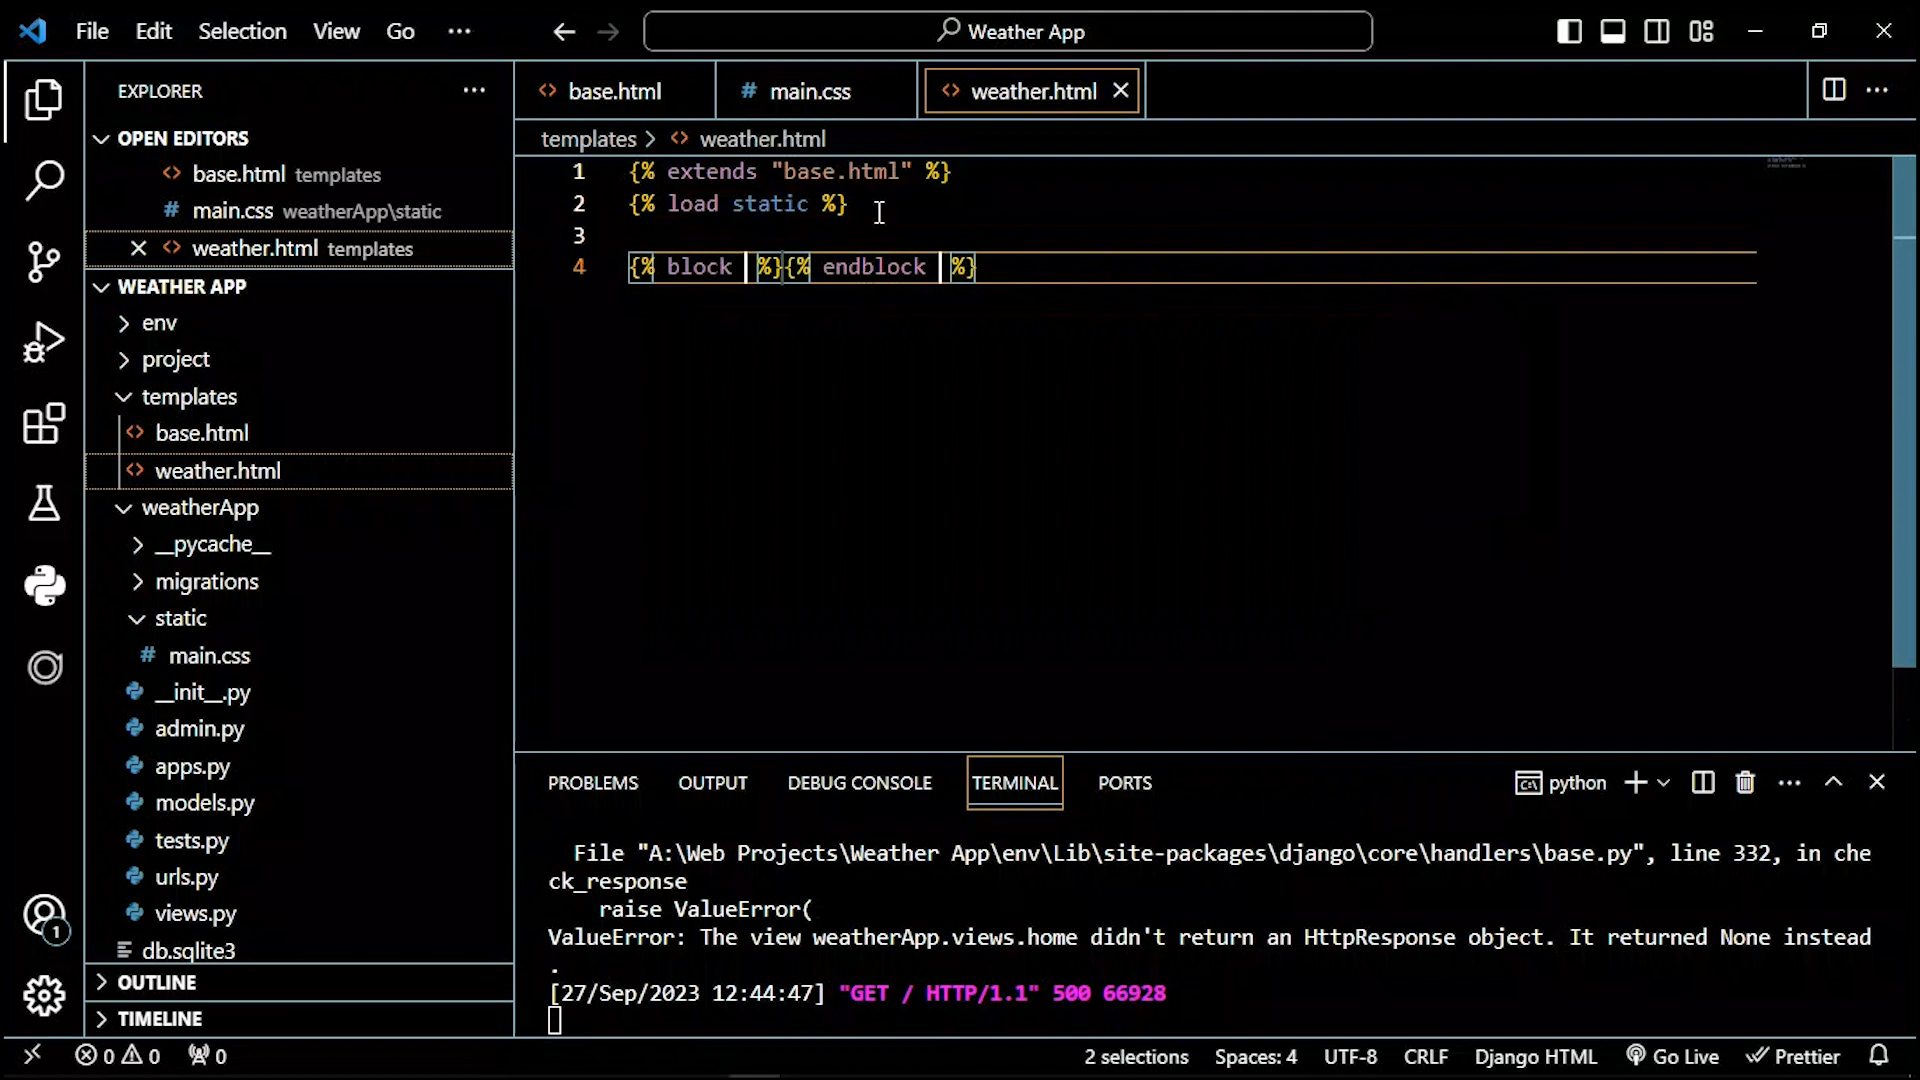 File Edit Selection View Go ···
Weather App
EXPLORER ···
OPEN EDITORS
base.html templates
main.css weatherApp\static
weather.html templates
WEATHER APP
env
project
templates
base.html
weather.html
weatherApp
__pycache__
migrations
static
main.css
__init__.py
admin.py
apps.py
models.py
tests.py
urls.py
views.py
db.sqlite3
OUTLINE
TIMELINE
base.html
main.css
weather.html
templates > weather.html
1 {% extends "base.html" %}
2 {% load static %}
3
4 {% block %}{% endblock %}
PROBLEMS OUTPUT DEBUG CONSOLE TERMINAL PORTS
python
File "A:\Web Projects\Weather App\env\Lib\site-packages\django\core\handlers\base.py", line 332, in che
ck_response
raise ValueError(
ValueError: The view weatherApp.views.home didn't return an HttpResponse object. It returned None instead
.
[27/Sep/2023 12:44:47] "GET / HTTP/1.1" 500 66928
1
0 0 0
2 selections Spaces: 4 UTF-8 CRLF Django HTML Go Live Prettier